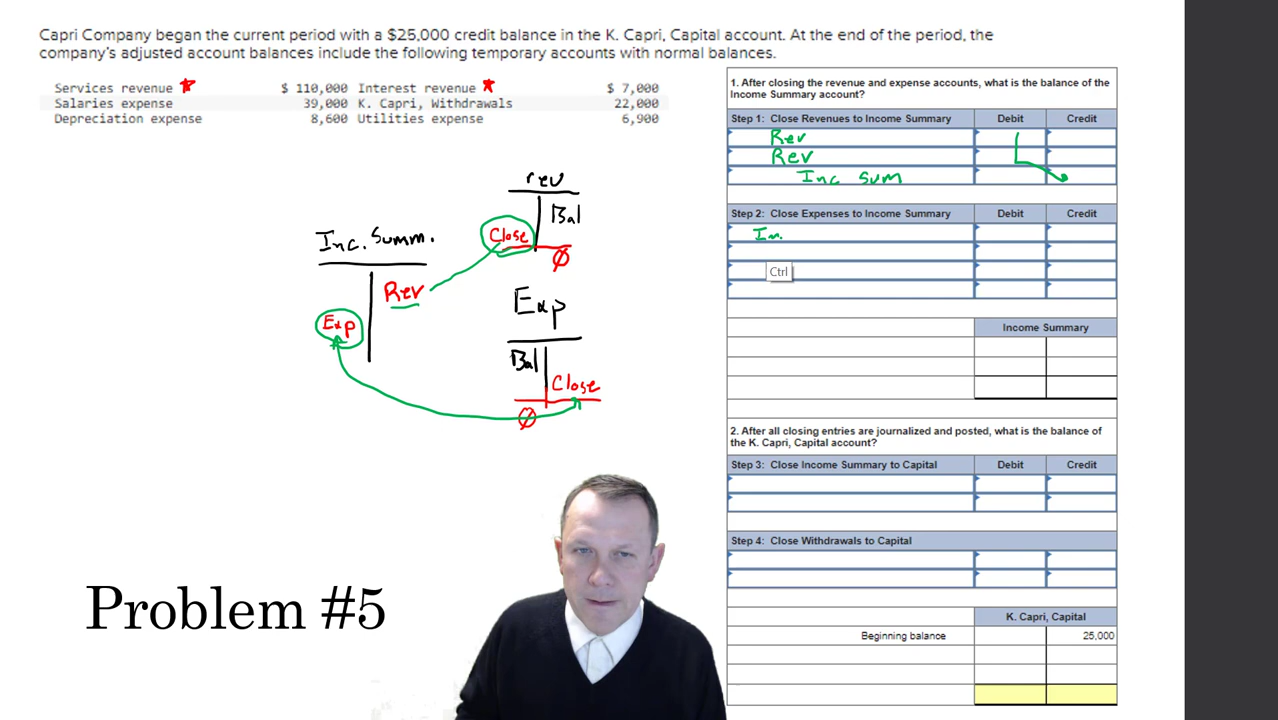 Capri Company began the current period with a $25,000 credit balance in the K. Capri, Capital account. At the end of the period, the
company's adjusted account balances include the following temporary accounts with normal balances.
Services revenue $ 110,000 Interest revenue $ 7,000
Salaries expense 39,000 K. Capri, Withdrawals 22,000
Depreciation expense 8,600 Utilities expense 6,900
1. After closing the revenue and expense accounts, what is the balance of the
Income Summary account?
Step 1: Close Revenues to Income Summary Debit Credit
Rev
Rev
Inc Sum
Step 2: Close Expenses to Income Summary Debit Credit
In.
Ctrl
Income Summary
rev
Bal
Close
Ø
Inc. Summ.
Rev
Exp
Exp
Bal
Close
Ø
2. After all closing entries are journalized and posted, what is the balance of
the K. Capri, Capital account?
Step 3: Close Income Summary to Capital Debit Credit
Step 4: Close Withdrawals to Capital
K. Capri, Capital
Beginning balance 25,000
Problem #5